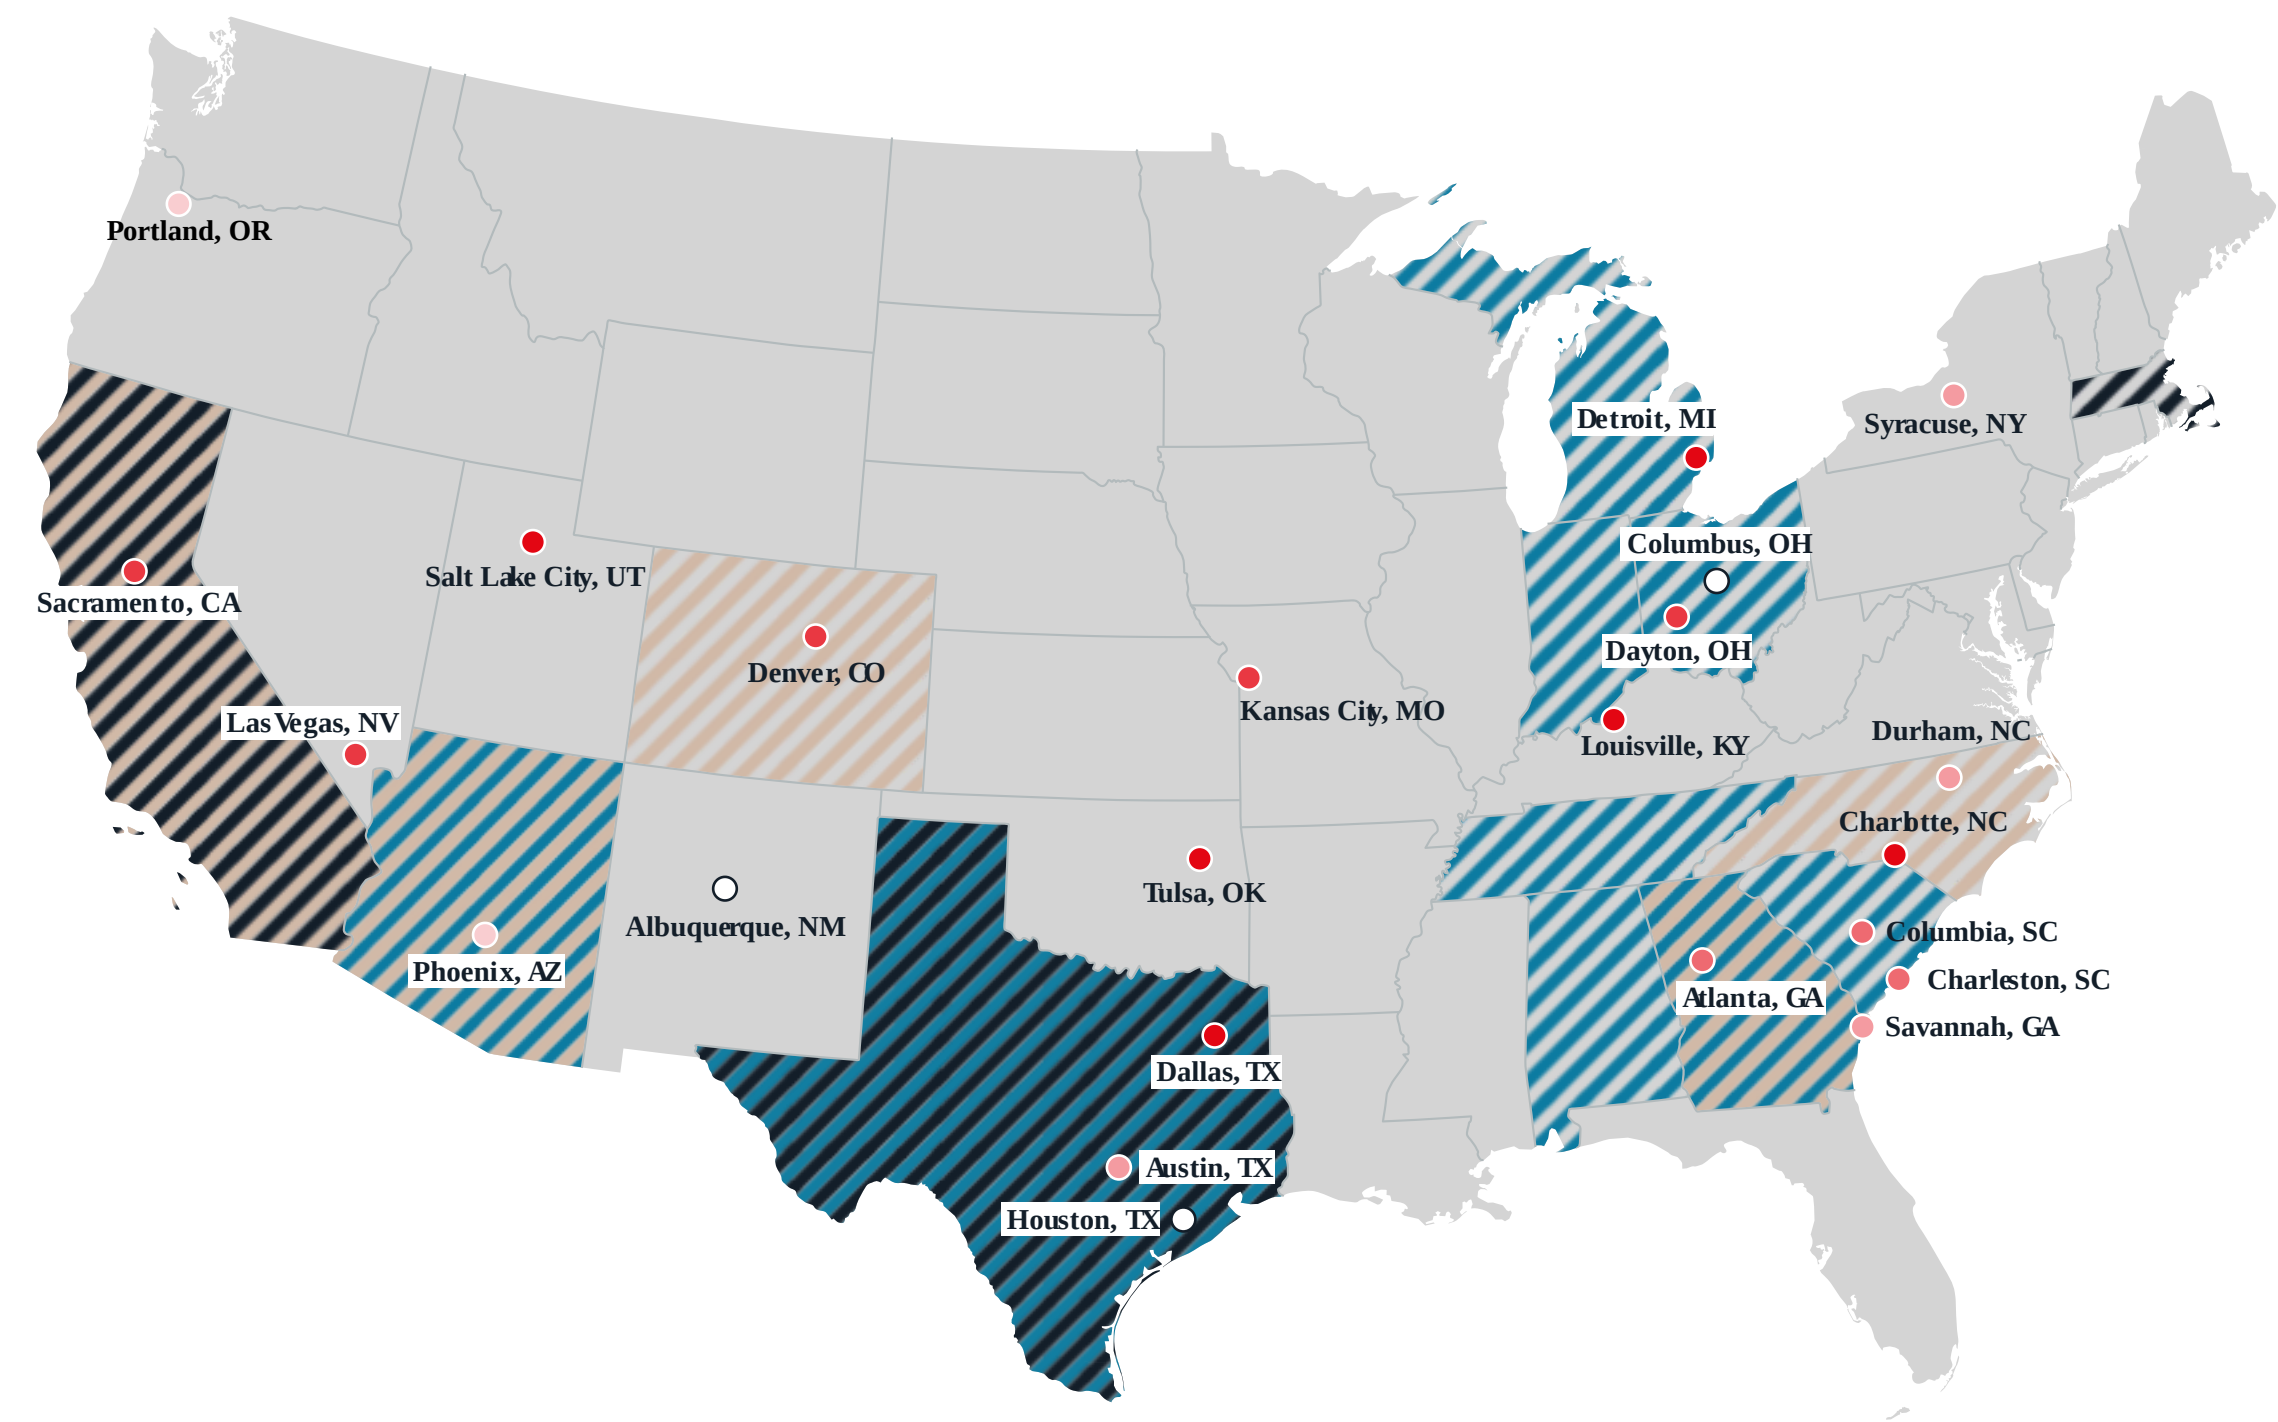 Portland, OR
Detroit, MI
Syracuse, NY
Columbus, OH
Salt Lake City, UT
Sacramento, CA
Dayton, OH
Denver, CO
Kansas City, MO
Las Vegas, NV
Durham, NC
Louisville, KY
Charlotte, NC
Tulsa, OK
Albuquerque, NM
Columbia, SC
Phoenix, AZ
Charleston, SC
Atlanta, GA
Savannah, GA
Dallas, TX
Austin, TX
Houston, TX